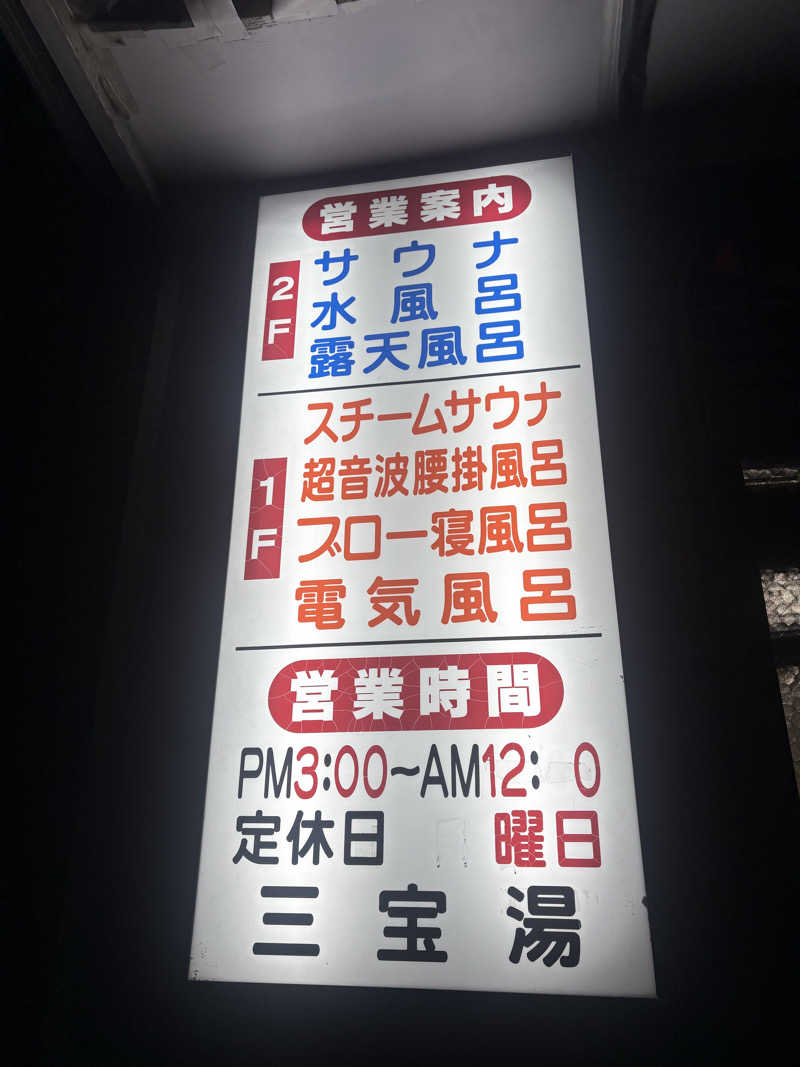 営業案内
2F
サウナ
水風呂
露天風呂
1F
スチームサウナ
超音波腰掛風呂
ブロー寝風呂
電気風呂
営業時間
PM3:00~AM12: 0
定休日 曜日
三宝湯